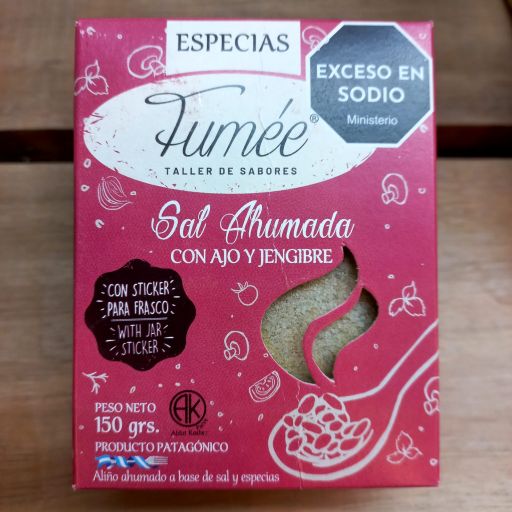 ESPECIAS
EXCESO EN
SODIO
Ministerio
Fumée®
TALLER DE SABORES
Sal Ahumada
CON AJO Y JENGIBRE
CON STICKER
PARA FRASCO
WITH JAR
STICKER
PESO NETO
150 grs.
AK
PRODUCTO PATAGÓNICO
Aliño ahumado a base de sal y especias